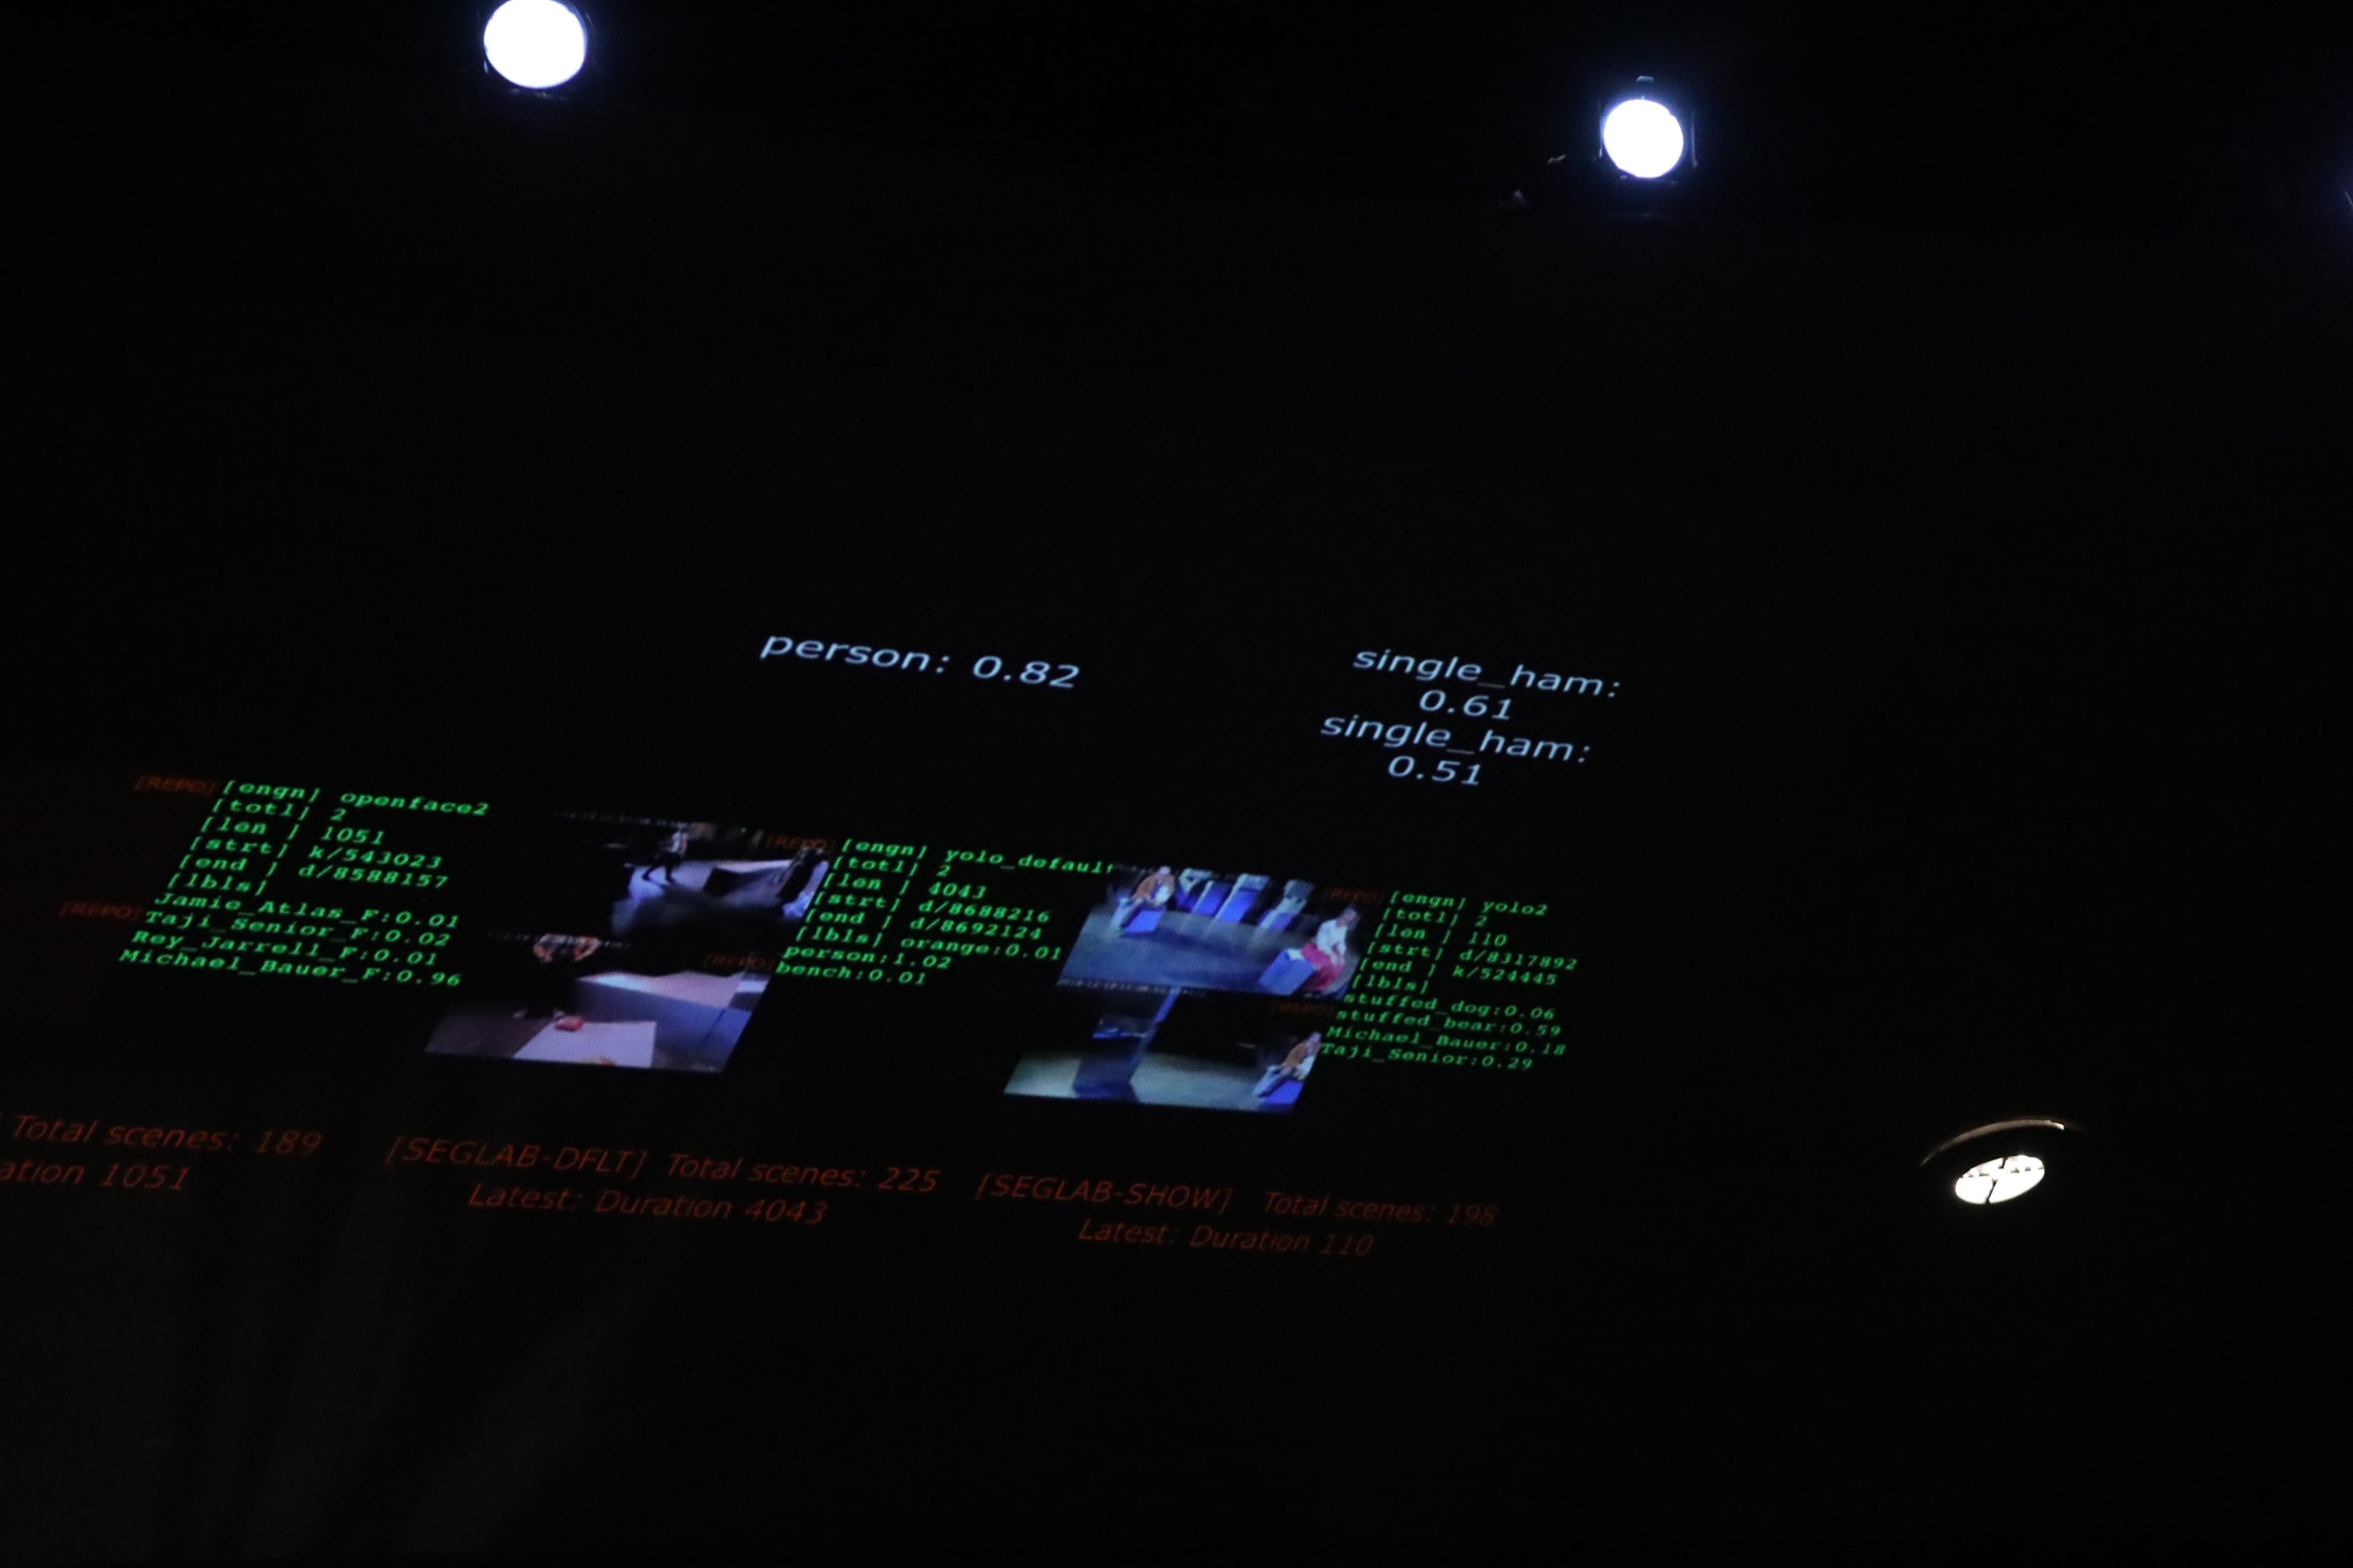 person: 0.82
single_ham:
0.61
single_ham:
0.51
[REPO] [engn] openface2
[totl] 2
[len ] 1051
[strt] k/543023
[end ] d/8588157
[lbls]
Jamie_Atlas_F:0.01
[REPO] Taji_Senior_F:0.02
Rey_Jarrell_F:0.01
Michael_Bauer_F:0.96
[REPO] [engn] yolo_default
[totl] 2
[len ] 4043
[strt] d/8688216
[end ] d/8692124
[lbls] orange:0.01
person:1.02
[REPO] bench:0.01
[REPO] [engn] yolo2
[totl] 2
[len ] 110
[strt] d/8317892
[end ] k/524445
[lbls]
stuffed_dog:0.06
[REPO] stuffed_bear:0.59
Michael_Bauer:0.18
Taji_Senior:0.29
Total scenes: 189
ation 1051
[SEGLAB-DFLT] Total scenes: 225
Latest: Duration 4043
[SEGLAB-SHOW] Total scenes: 198
Latest: Duration 110